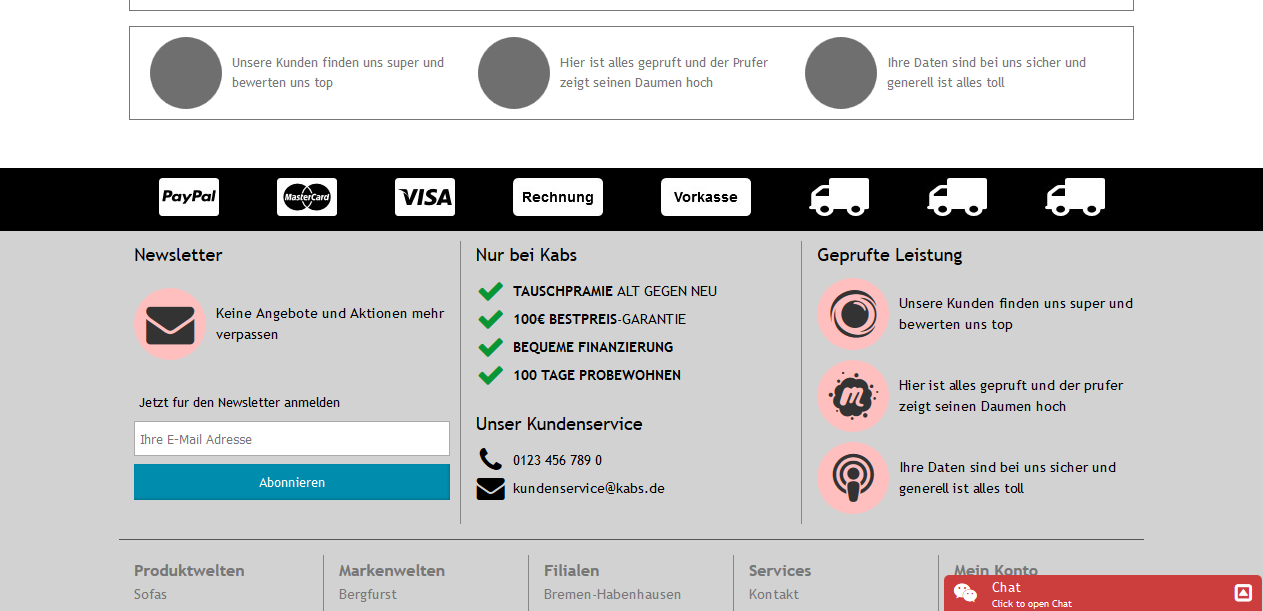 Unsere Kunden finden uns super und
bewerten uns top
Hier ist alles gepruft und der Prufer
zeigt seinen Daumen hoch
Ihre Daten sind bei uns sicher und
generell ist alles toll
PayPal MasterCard VISA Rechnung Vorkasse
Newsletter
Keine Angebote und Aktionen mehr
verpassen
Jetzt fur den Newsletter anmelden
Ihre E-Mail Adresse
Abonnieren
Nur bei Kabs
TAUSCHPRAMIE ALT GEGEN NEU
100€ BESTPREIS-GARANTIE
BEQUEME FINANZIERUNG
100 TAGE PROBEWOHNEN
Unser Kundenservice
0123 456 789 0
kundenservice@kabs.de
Geprufte Leistung
Unsere Kunden finden uns super und
bewerten uns top
m
Hier ist alles gepruft und der prufer
zeigt seinen Daumen hoch
Ihre Daten sind bei uns sicher und
generell ist alles toll
Produktwelten
Sofas
Markenwelten
Bergfurst
Filialen
Bremen-Habenhausen
Services
Kontakt
Mein Konto
Chat
Click to open Chat